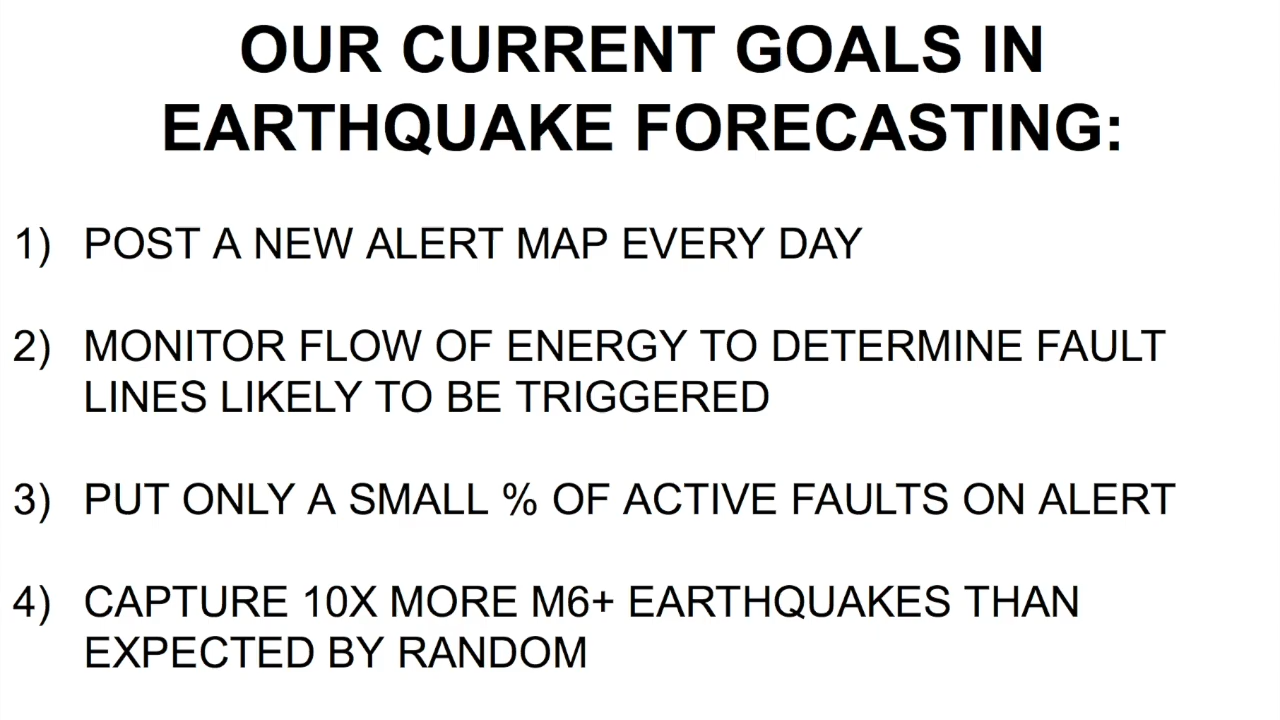 OUR CURRENT GOALS IN
EARTHQUAKE FORECASTING:
1) POST A NEW ALERT MAP EVERY DAY
2) MONITOR FLOW OF ENERGY TO DETERMINE FAULT
LINES LIKELY TO BE TRIGGERED
3) PUT ONLY A SMALL % OF ACTIVE FAULTS ON ALERT
4) CAPTURE 10X MORE M6+ EARTHQUAKES THAN
EXPECTED BY RANDOM